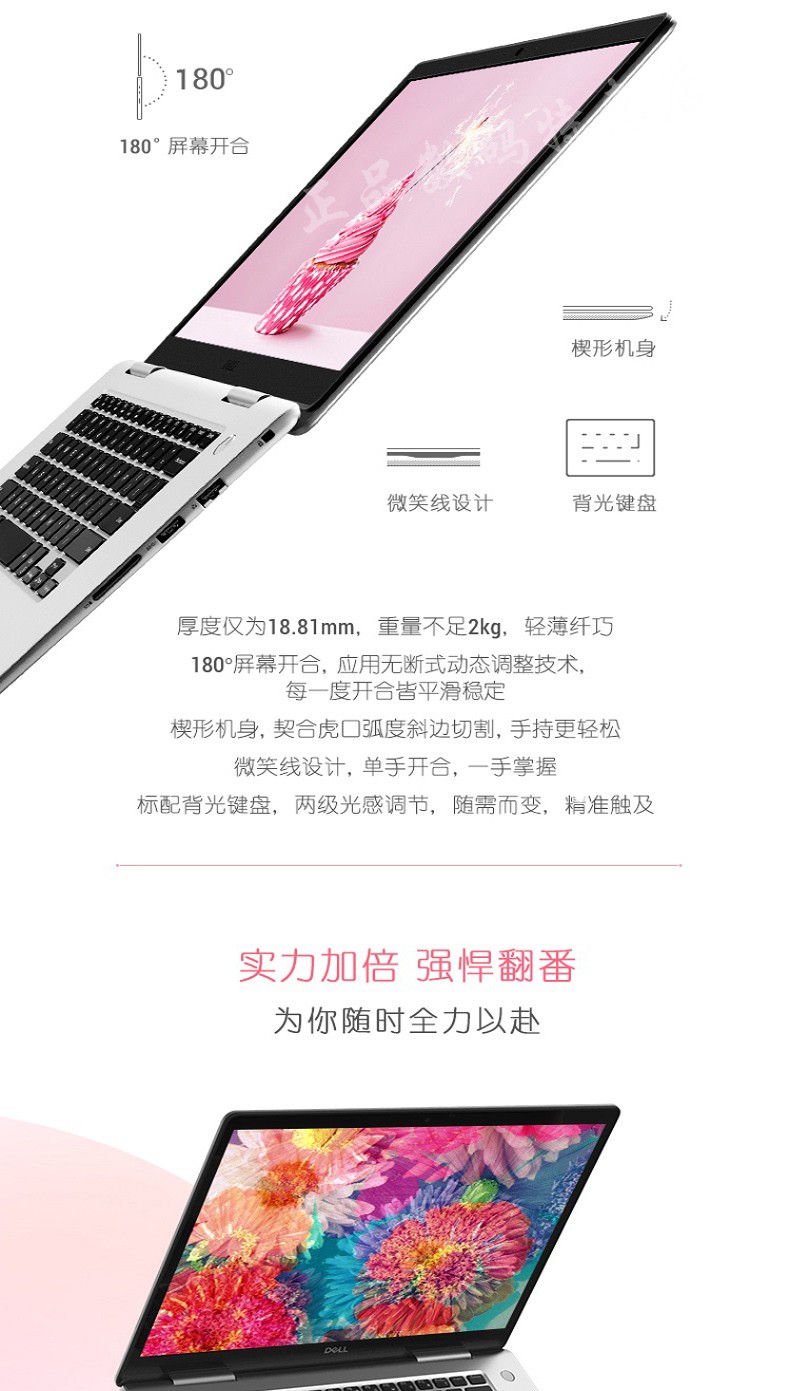 180°
180° 屏幕开合
正品数码特
楔形机身
微笑线设计
背光键盘
厚度仅为18.81mm, 重量不足2kg, 轻薄纤巧
180°屏幕开合, 应用无断式动态调整技术,
每一度开合皆平滑稳定
楔形机身, 契合虎口弧度斜边切割, 手持更轻松
微笑线设计, 单手开合, 一手掌握
标配背光键盘, 两级光感调节, 随需而变, 精准触及
实力加倍 强悍翻番
为你随时全力以赴
DELL